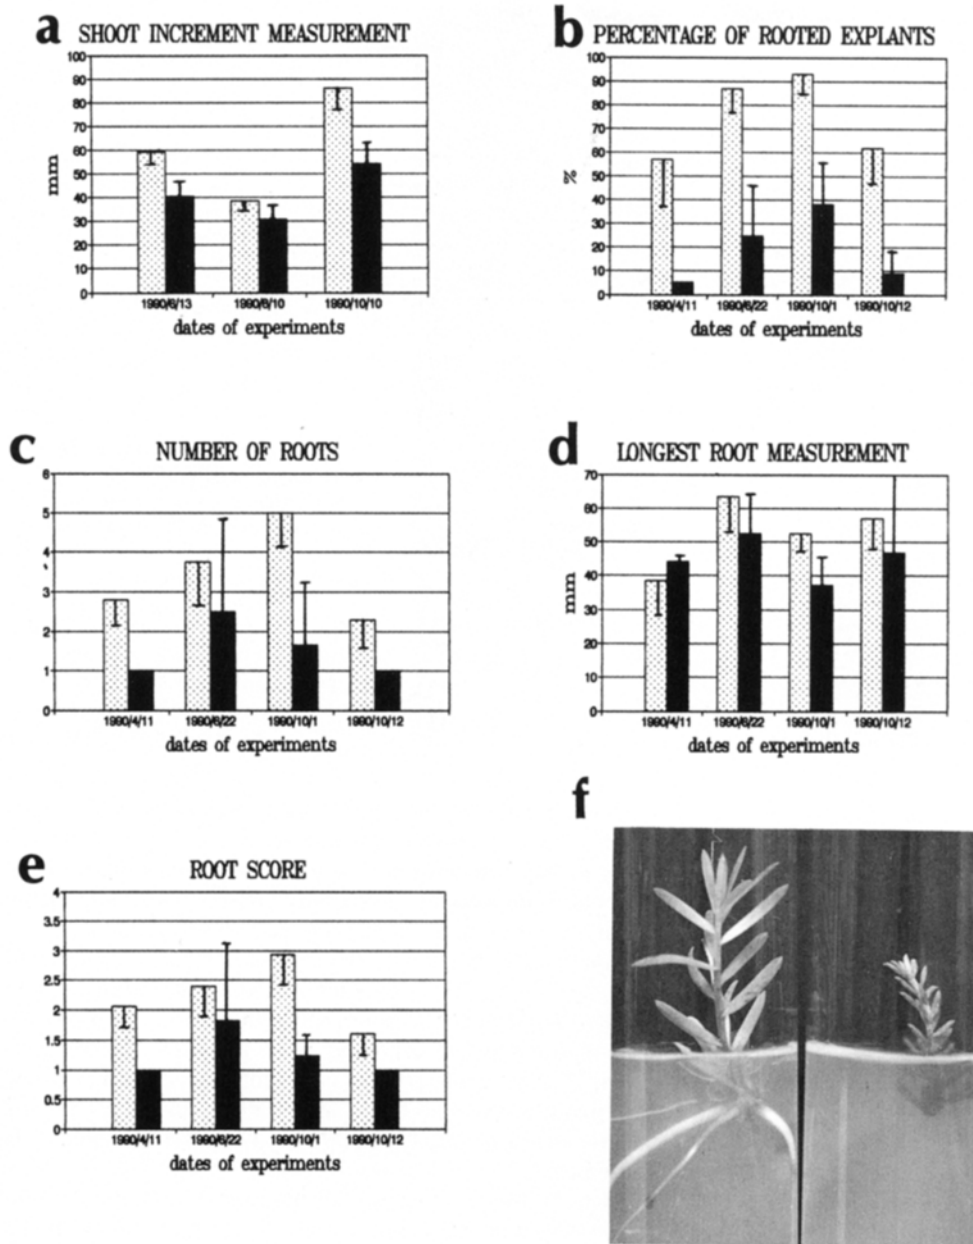 a SHOOT INCREMENT MEASUREMENT
100
90
80
70
60
50
40
30
20
10
0
mm
1990/6/13 1990/8/10 1990/10/10
dates of experiments
b PERCENTAGE OF ROOTED EXPLANTS
100
90
80
70
60
50
40
30
20
10
0
%
1990/4/11 1990/6/22 1990/10/1 1990/10/12
dates of experiments
c NUMBER OF ROOTS
6
5
4
3
2
1
0
1990/4/11 1990/6/22 1990/10/1 1990/10/12
dates of experiments
d LONGEST ROOT MEASUREMENT
70
60
50
40
30
20
10
0
mm
1990/4/11 1990/6/22 1990/10/1 1990/10/12
dates of experiments
e ROOT SCORE
4
3.5
3
2.5
2
1.5
1
0.5
0
1990/4/11 1990/6/22 1990/10/1 1990/10/12
dates of experiments
f